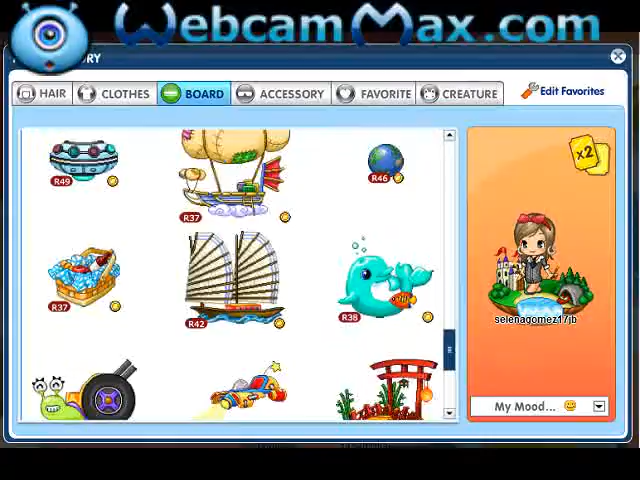 WebcamMax.com
ORY
HAIR
CLOTHES
BOARD
ACCESSORY
FAVORITE
CREATURE
Edit Favorites
R49
R37
R46
x2
R37
R42
R38
selenagomez17jb
My Mood...